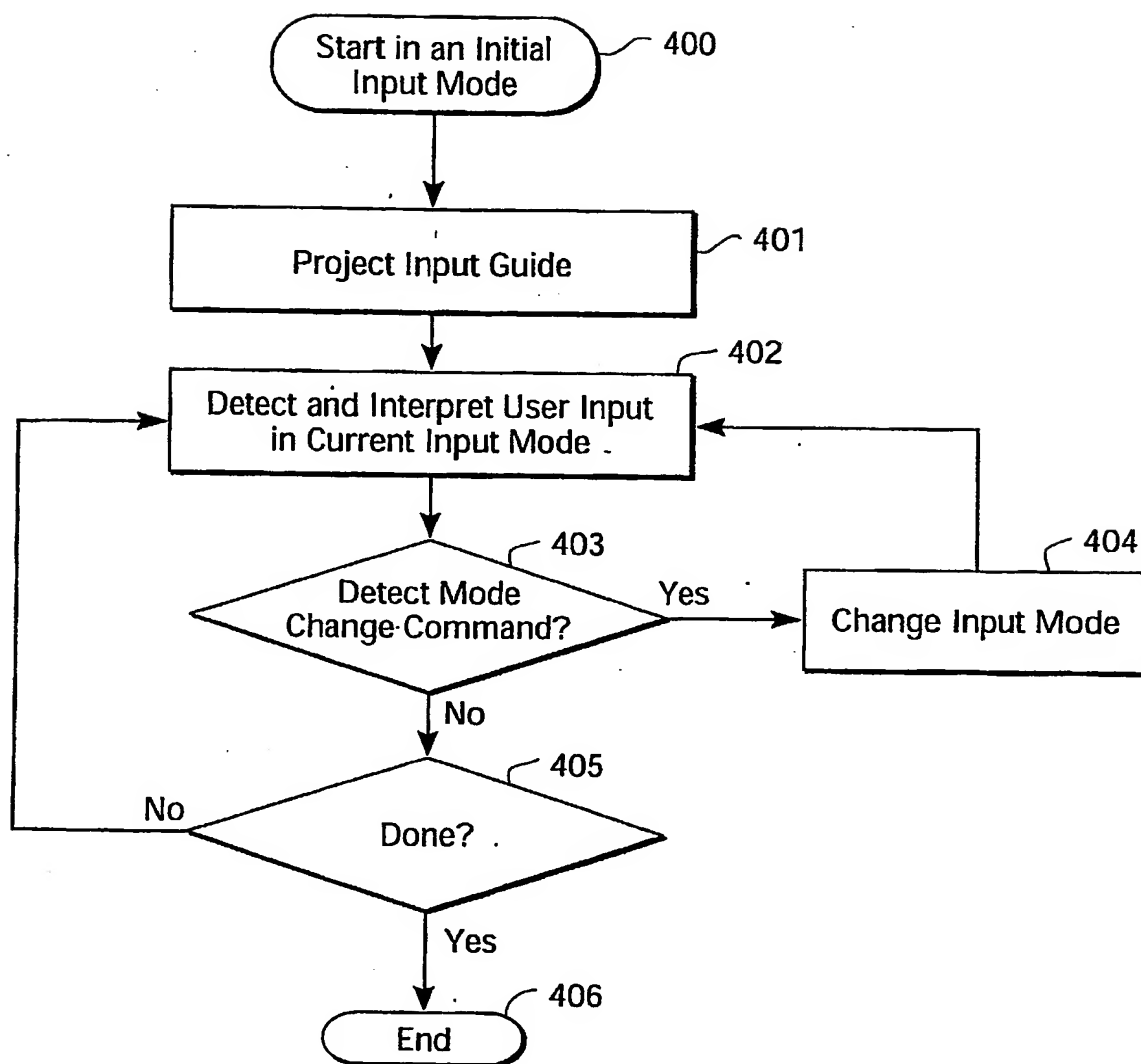 Start in an Initial
Input Mode
400
Project Input Guide
401
402
Detect and Interpret User Input
in Current Input Mode
403
Detect Mode
Change Command?
Yes
404
Change Input Mode
No
405
Done?
No
Yes
406
End